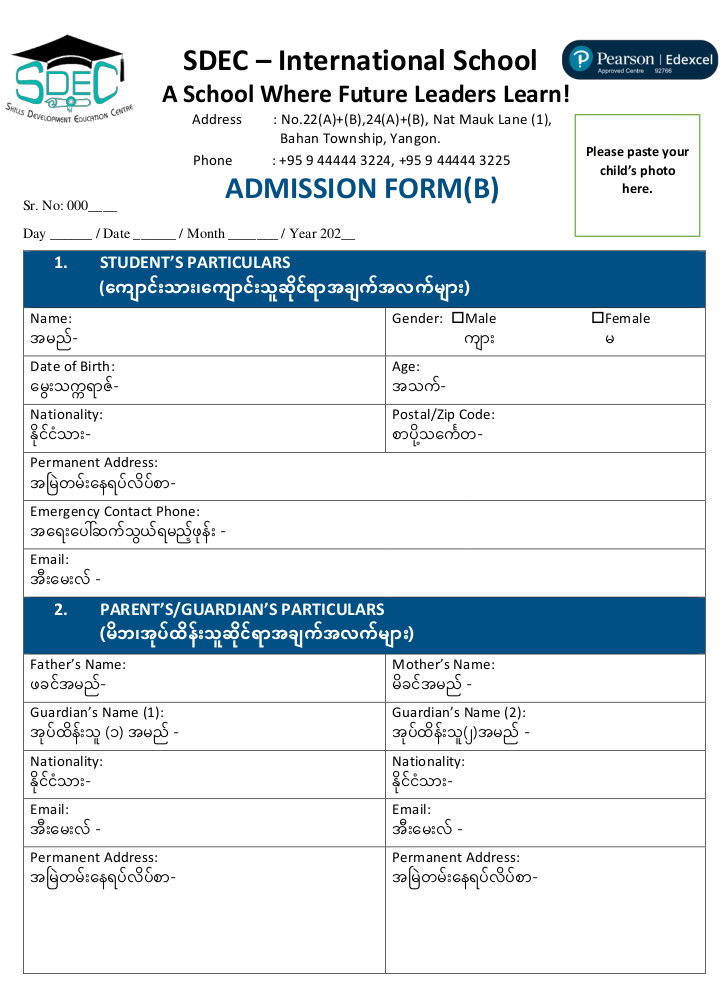 SDEC
SKILLS DEVELOPMENT EDUCATION CENTRE
SDEC – International School
A School Where Future Leaders Learn!
Pearson | Edexcel
Approved Centre 92766
Address : No.22(A)+(B),24(A)+(B), Nat Mauk Lane (1),
Bahan Township, Yangon.
Phone : +95 9 44444 3224, +95 9 44444 3225
Please paste your
child's photo
here.
ADMISSION FORM(B)
Sr. No: 000____
Day ______ / Date ______ / Month _______ / Year 202__
1. STUDENT'S PARTICULARS
(ကျောင်းသား၊ကျောင်းသူဆိုင်ရာအချက်အလက်များ)
Name: Gender: ☐Male ☐Female
အမည်- ကျား မ
Date of Birth: Age:
မွေးသက္ကရာဇ်- အသက်-
Nationality: Postal/Zip Code:
နိုင်ငံသား- စာပို့သင်္ကေတ-
Permanent Address:
အမြဲတမ်းနေရပ်လိပ်စာ-
Emergency Contact Phone:
အရေးပေါ်ဆက်သွယ်ရမည့်ဖုန်း -
Email:
အီးမေးလ် -
2. PARENT'S/GUARDIAN'S PARTICULARS
(မိဘ၊အုပ်ထိန်းသူဆိုင်ရာအချက်အလက်များ)
Father's Name: Mother's Name:
ဖခင်အမည်- မိခင်အမည် -
Guardian's Name (1): Guardian's Name (2):
အုပ်ထိန်းသူ (၁) အမည် - အုပ်ထိန်းသူ(၂)အမည် -
Nationality: Nationality:
နိုင်ငံသား- နိုင်ငံသား-
Email: Email:
အီးမေးလ် - အီးမေးလ် -
Permanent Address: Permanent Address:
အမြဲတမ်းနေရပ်လိပ်စာ- အမြဲတမ်းနေရပ်လိပ်စာ-